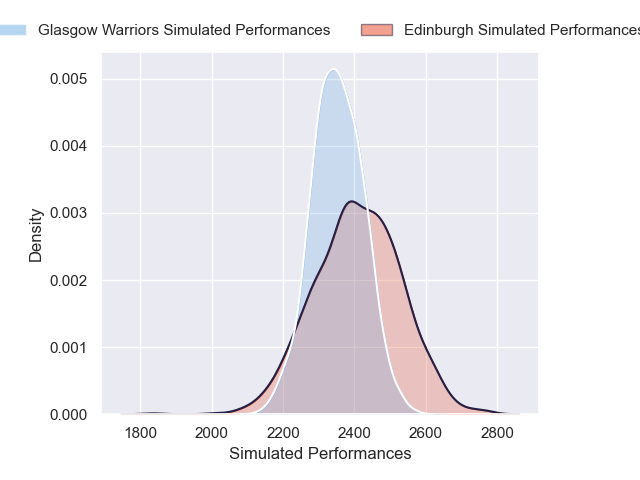 Glasgow Warriors Simulated Performances
Edinburgh Simulated Performances
0.005
0.004
0.003
0.002
0.001
0.000
Density
1800 2000 2200 2400 2600 2800
Simulated Performances